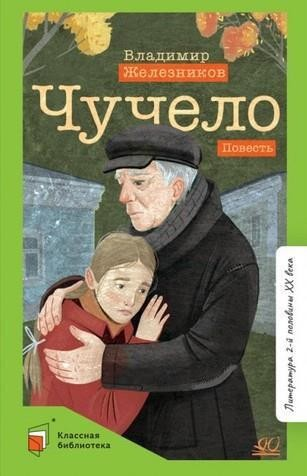 Владимир
Железников
Чучело
Повесть
Литература 2-й половины XX века
Классная
библиотека